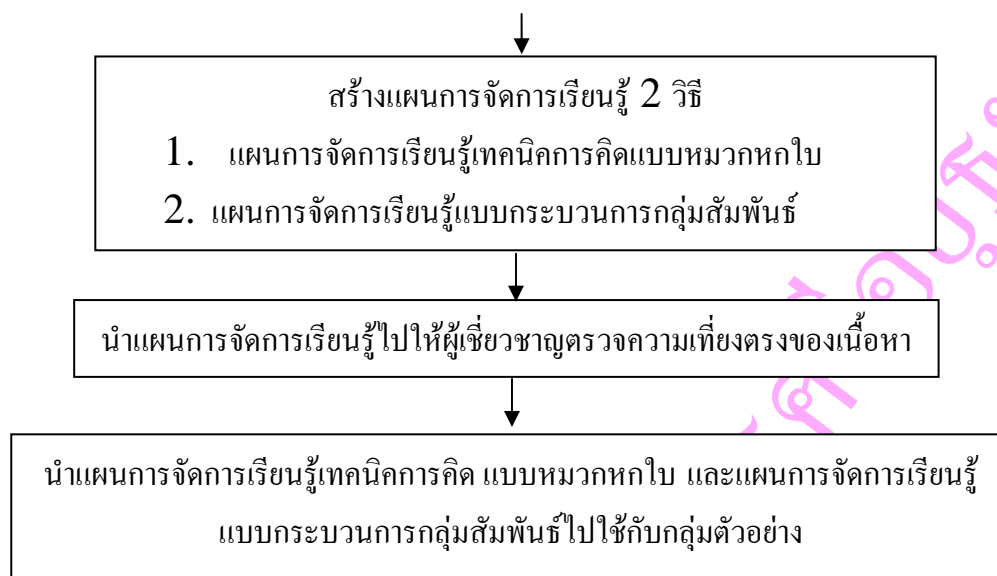 สร้างแผนการจัดการเรียนรู้ 2 วิธี
1. แผนการจัดการเรียนรู้เทคนิคการคิดแบบหมวกหกใบ
2. แผนการจัดการเรียนรู้แบบกระบวนการกลุ่มสัมพันธ์
นำแผนการจัดการเรียนรู้ไปให้ผู้เชี่ยวชาญตรวจความเที่ยงตรงของเนื้อหา
นำแผนการจัดการเรียนรู้เทคนิคการคิด แบบหมวกหกใบ และแผนการจัดการเรียนรู้
แบบกระบวนการกลุ่มสัมพันธ์ไปใช้กับกลุ่มตัวอย่าง